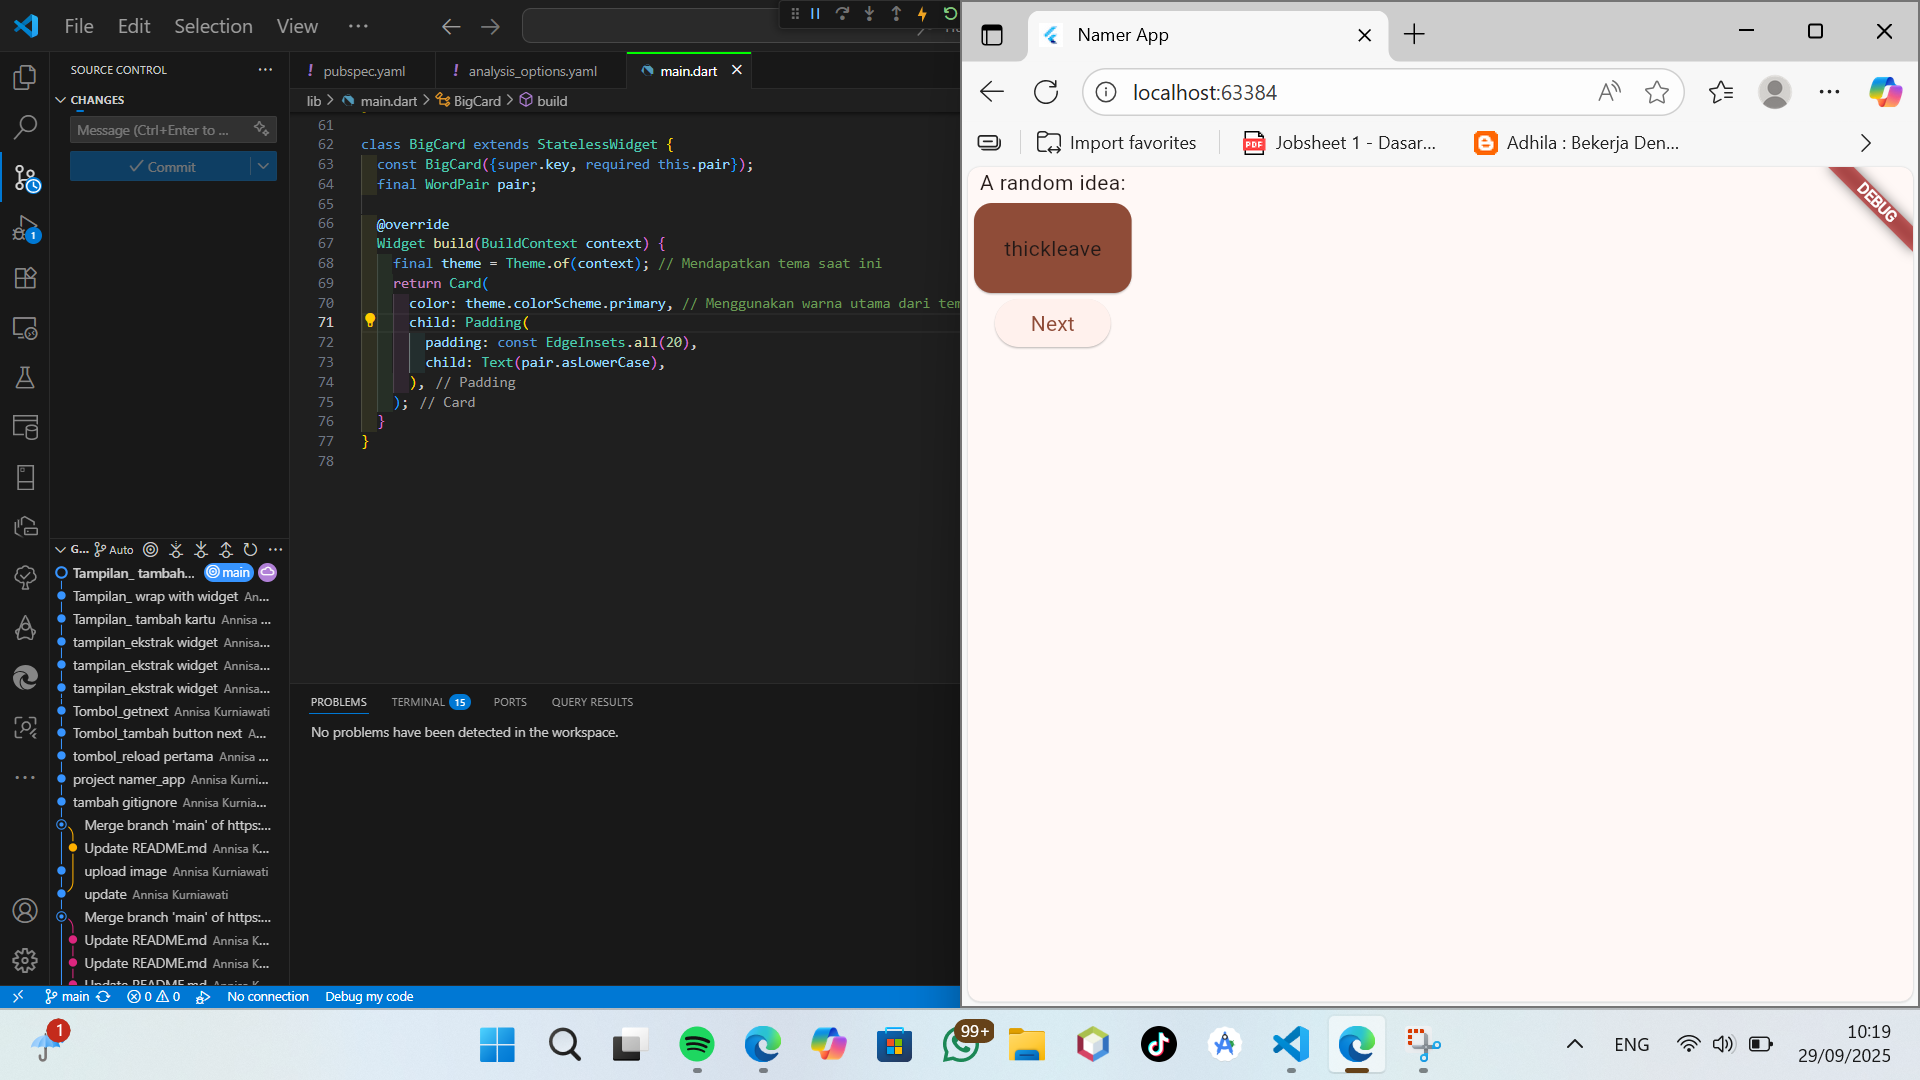 File Edit Selection View
SOURCE CONTROL
CHANGES
Message (Ctrl+Enter to ...
Commit
G... Auto
Tampilan_ tambah... main
Tampilan_ wrap with widget An...
Tampilan_ tambah kartu Annisa ...
tampilan_ekstrak widget Annisa...
tampilan_ekstrak widget Annisa...
tampilan_ekstrak widget Annisa...
Tombol_getnext Annisa Kurniawati
Tombol_tambah button next A...
tombol_reload pertama Annisa ...
project namer_app Annisa Kurni...
tambah gitignore Annisa Kurnia...
Merge branch 'main' of https:...
Update README.md Annisa K...
upload image Annisa Kurniawati
update Annisa Kurniawati
Merge branch 'main' of https:...
Update README.md Annisa K...
Update README.md Annisa K...
pubspec.yaml analysis_options.yaml main.dart
lib > main.dart > BigCard > build
61
62 class BigCard extends StatelessWidget {
63 const BigCard({super.key, required this.pair});
64 final WordPair pair;
65
66 @override
67 Widget build(BuildContext context) {
68 final theme = Theme.of(context); // Mendapatkan tema saat ini
69 return Card(
70 color: theme.colorScheme.primary, // Menggunakan warna utama dari tem
71 child: Padding(
72 padding: const EdgeInsets.all(20),
73 child: Text(pair.asLowerCase),
74 ), // Padding
75 ); // Card
76 }
77 }
78
PROBLEMS TERMINAL 15 PORTS QUERY RESULTS
No problems have been detected in the workspace.
main 0 0 No connection Debug my code
Namer App
localhost:63384
Import favorites PDF Jobsheet 1 - Dasar... Adhila : Bekerja Den...
A random idea:
thickleave
Next
DEBUG
1
1
99+
ENG
10:19
29/09/2025